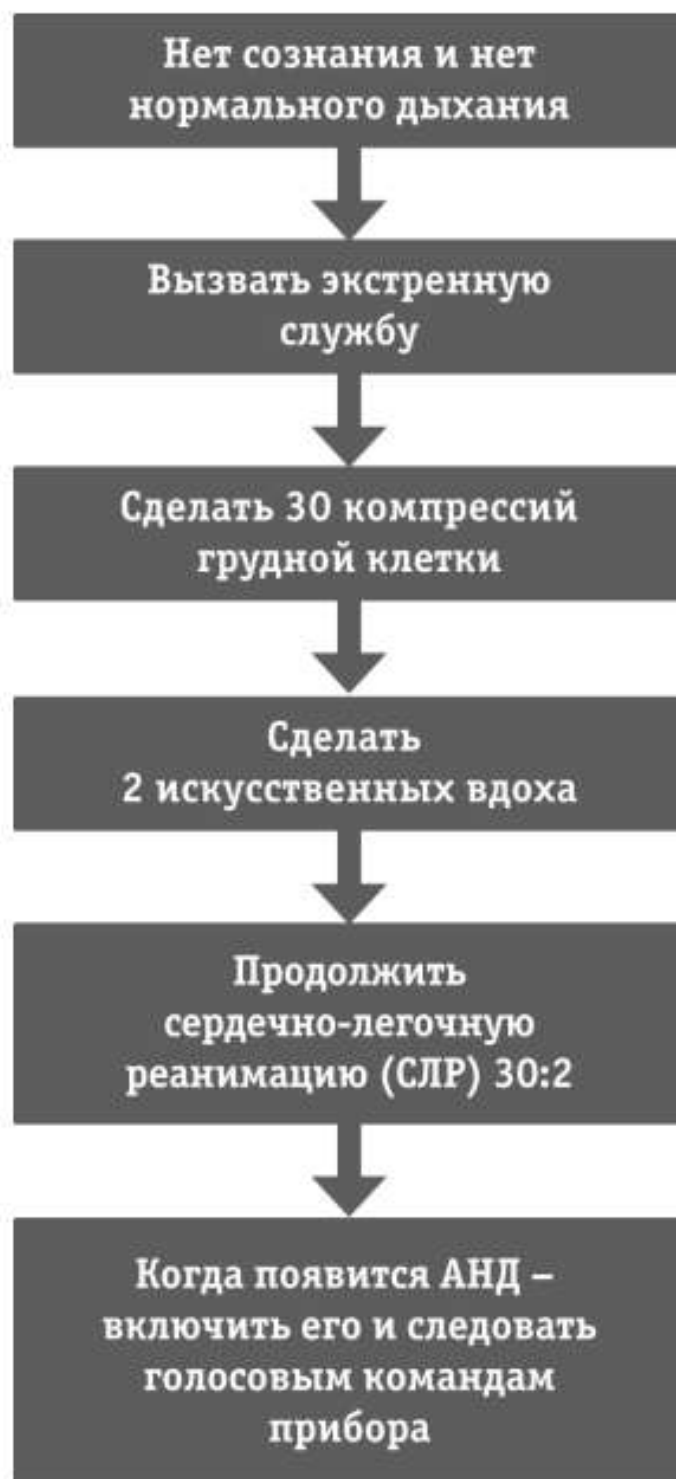 Нет сознания и нет
нормального дыхания
Вызвать экстренную
службу
Сделать 30 компрессий
грудной клетки
Сделать
2 искусственных вдоха
Продолжить
сердечно-легочную
реанимацию (СЛР) 30:2
Когда появится АНД –
включить его и следовать
голосовым командам
прибора